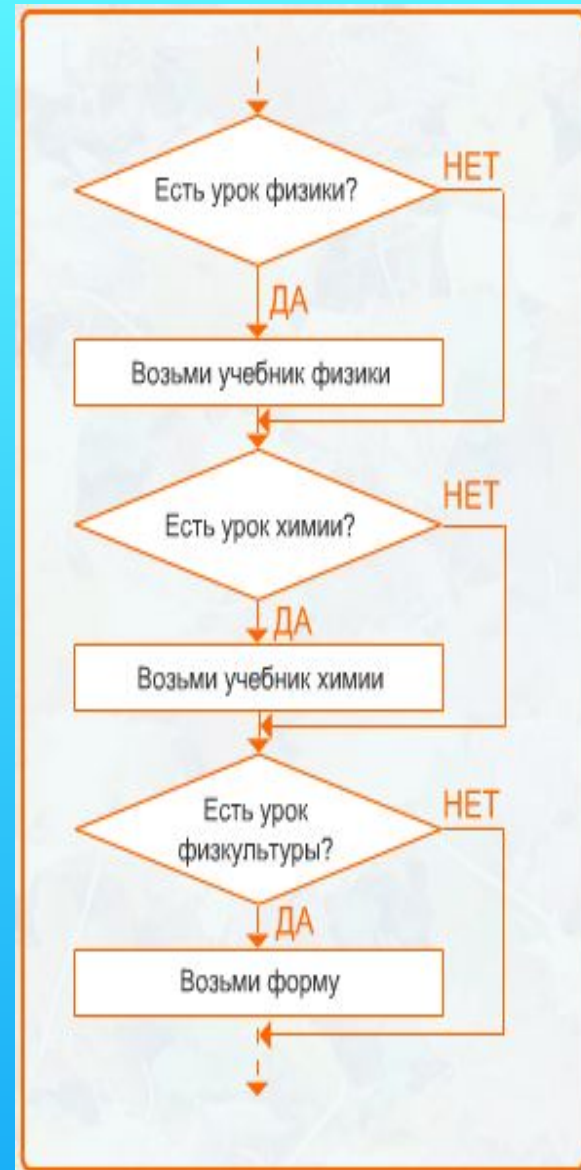 Есть урок физики?
НЕТ
ДА
Возьми учебник физики
Есть урок химии?
НЕТ
ДА
Возьми учебник химии
Есть урок
физкультуры?
НЕТ
ДА
Возьми форму